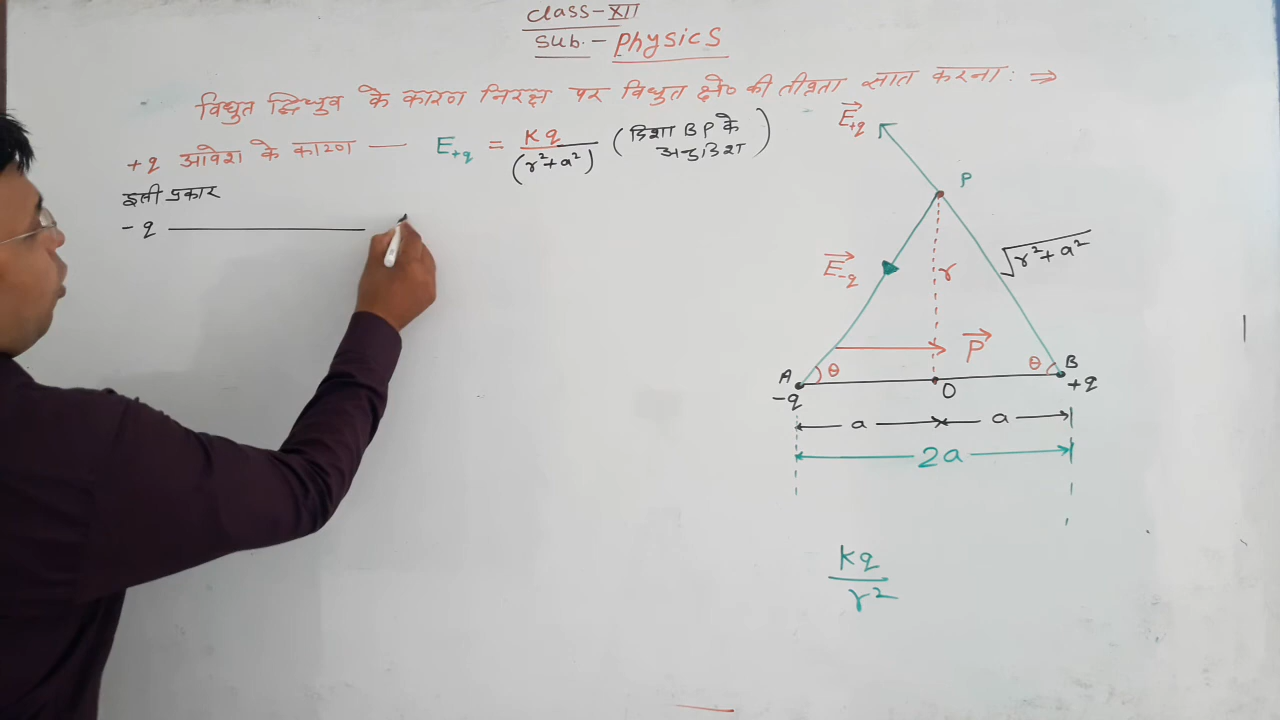 class-XII
Sub.- Physics
विद्युत द्विध्रुव के कारण निरक्ष पर विद्युत क्षे० की तीव्रता ज्ञात करना: ⇒
+q आवेश के कारण — E+q = Kq/(r²+a²) (दिशा BP के अनुदिश)
इसी प्रकार
-q
E+q
P
√r²+a²
E-q
r
P
A θ
θ B
-q
O
+q
a
a
2a
Kq/r²